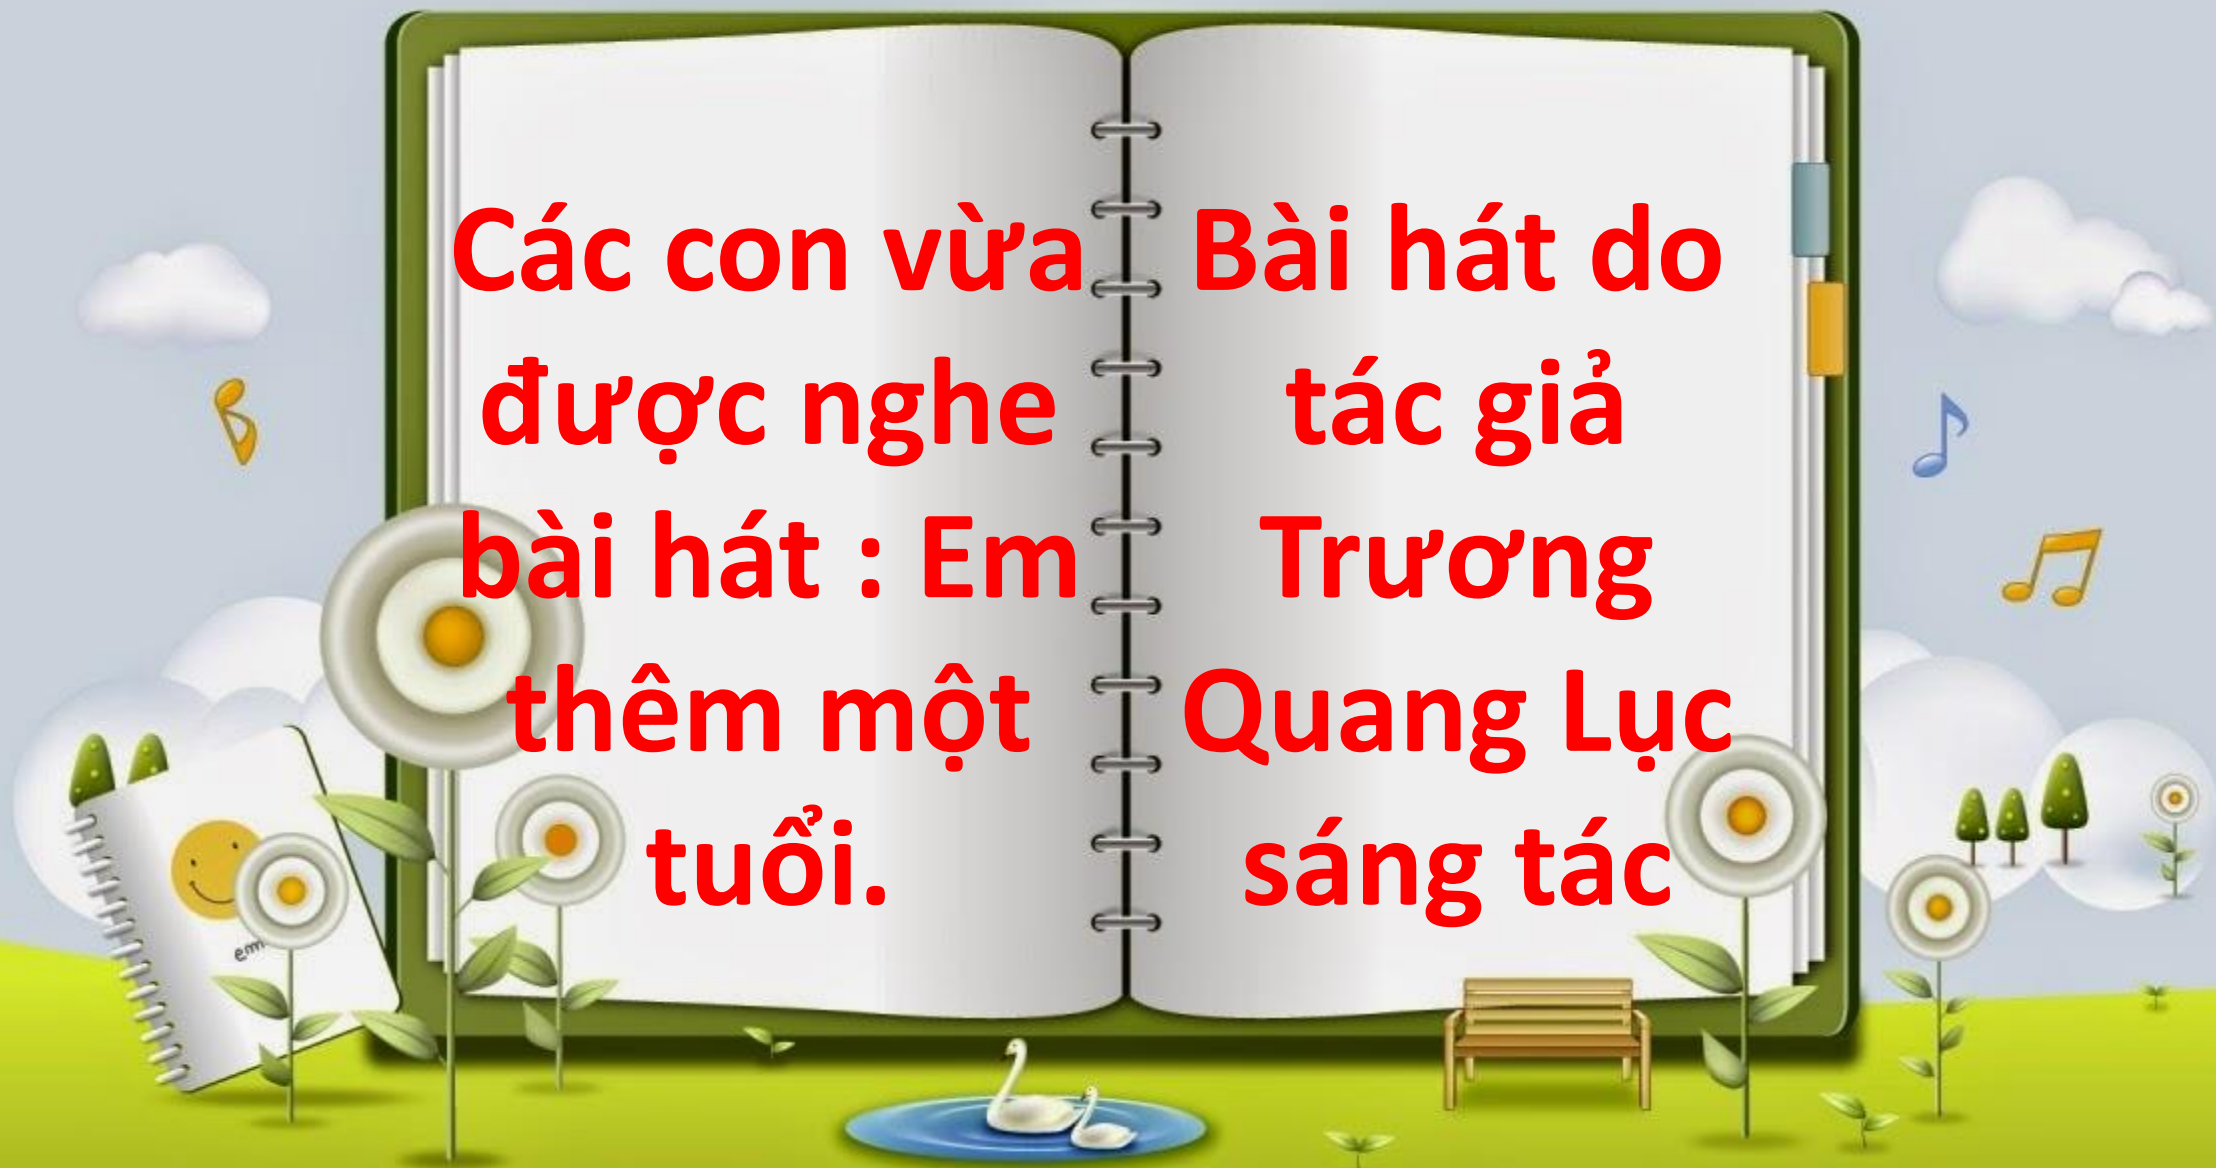 Các con vừa
được nghe
bài hát : Em
thêm một
tuổi.
Bài hát do
tác giả
Trương
Quang Lục
sáng tác